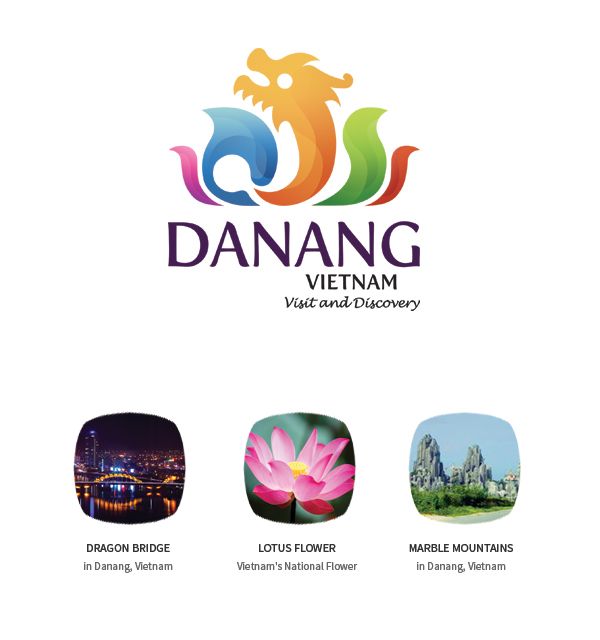 DANANG
VIETNAM
Visit and Discovery
DRAGON BRIDGE
in Danang, Vietnam
LOTUS FLOWER
Vietnam's National Flower
MARBLE MOUNTAINS
in Danang, Vietnam